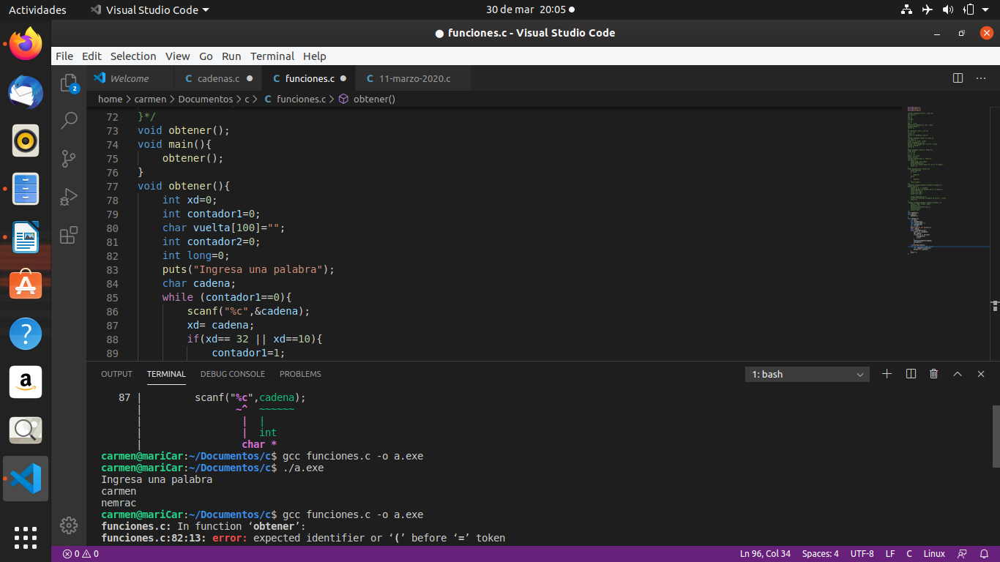 Actividades Visual Studio Code 30 de mar 20:05
funciones.c - Visual Studio Code
File Edit Selection View Go Run Terminal Help
2
Welcome C cadenas.c C funciones.c C 11-marzo-2020.c ...
home > carmen > Documentos > c > C funciones.c > obtener()
72 }*/
73 void obtener();
74 void main(){
75 obtener();
76 }
77 void obtener(){
78 int xd=0;
79 int contador1=0;
80 char vuelta[100]="";
81 int contador2=0;
82 int long=0;
83 puts("Ingresa una palabra");
84 char cadena;
85 while (contador1==0){
86 scanf("%c",&cadena);
87 xd= cadena;
88 if(xd== 32 || xd==10){
89 contador1=1;
OUTPUT TERMINAL DEBUG CONSOLE PROBLEMS 1: bash
87 | scanf("%c",cadena);
| ~^ ~~~~~~
| | |
| | int
| char *
carmen@mariCar:~/Documentos/c$ gcc funciones.c -o a.exe
carmen@mariCar:~/Documentos/c$ ./a.exe
Ingresa una palabra
carmen
nemrac
carmen@mariCar:~/Documentos/c$ gcc funciones.c -o a.exe
funciones.c: In function ‘obtener’:
funciones.c:82:13: error: expected identifier or ‘(’ before ‘=’ token
0 0 Ln 96, Col 34 Spaces: 4 UTF-8 LF C Linux